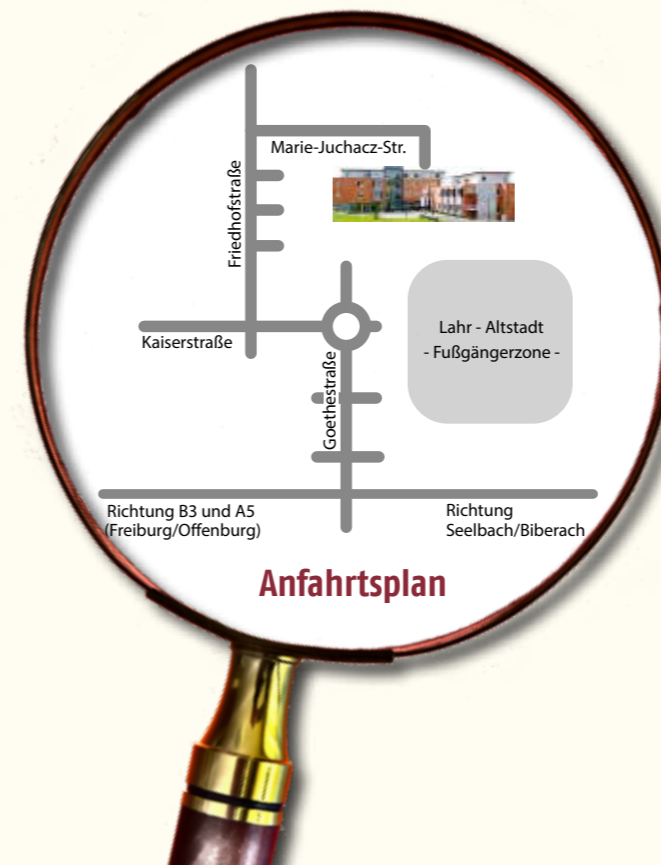 Marie-Juchacz-Str.
Friedhofstraße
Kaiserstraße
Lahr - Altstadt
- Fußgängerzone -
Goethestraße
Richtung B3 und A5
(Freiburg/Offenburg)
Richtung
Seelbach/Biberach
Anfahrtsplan